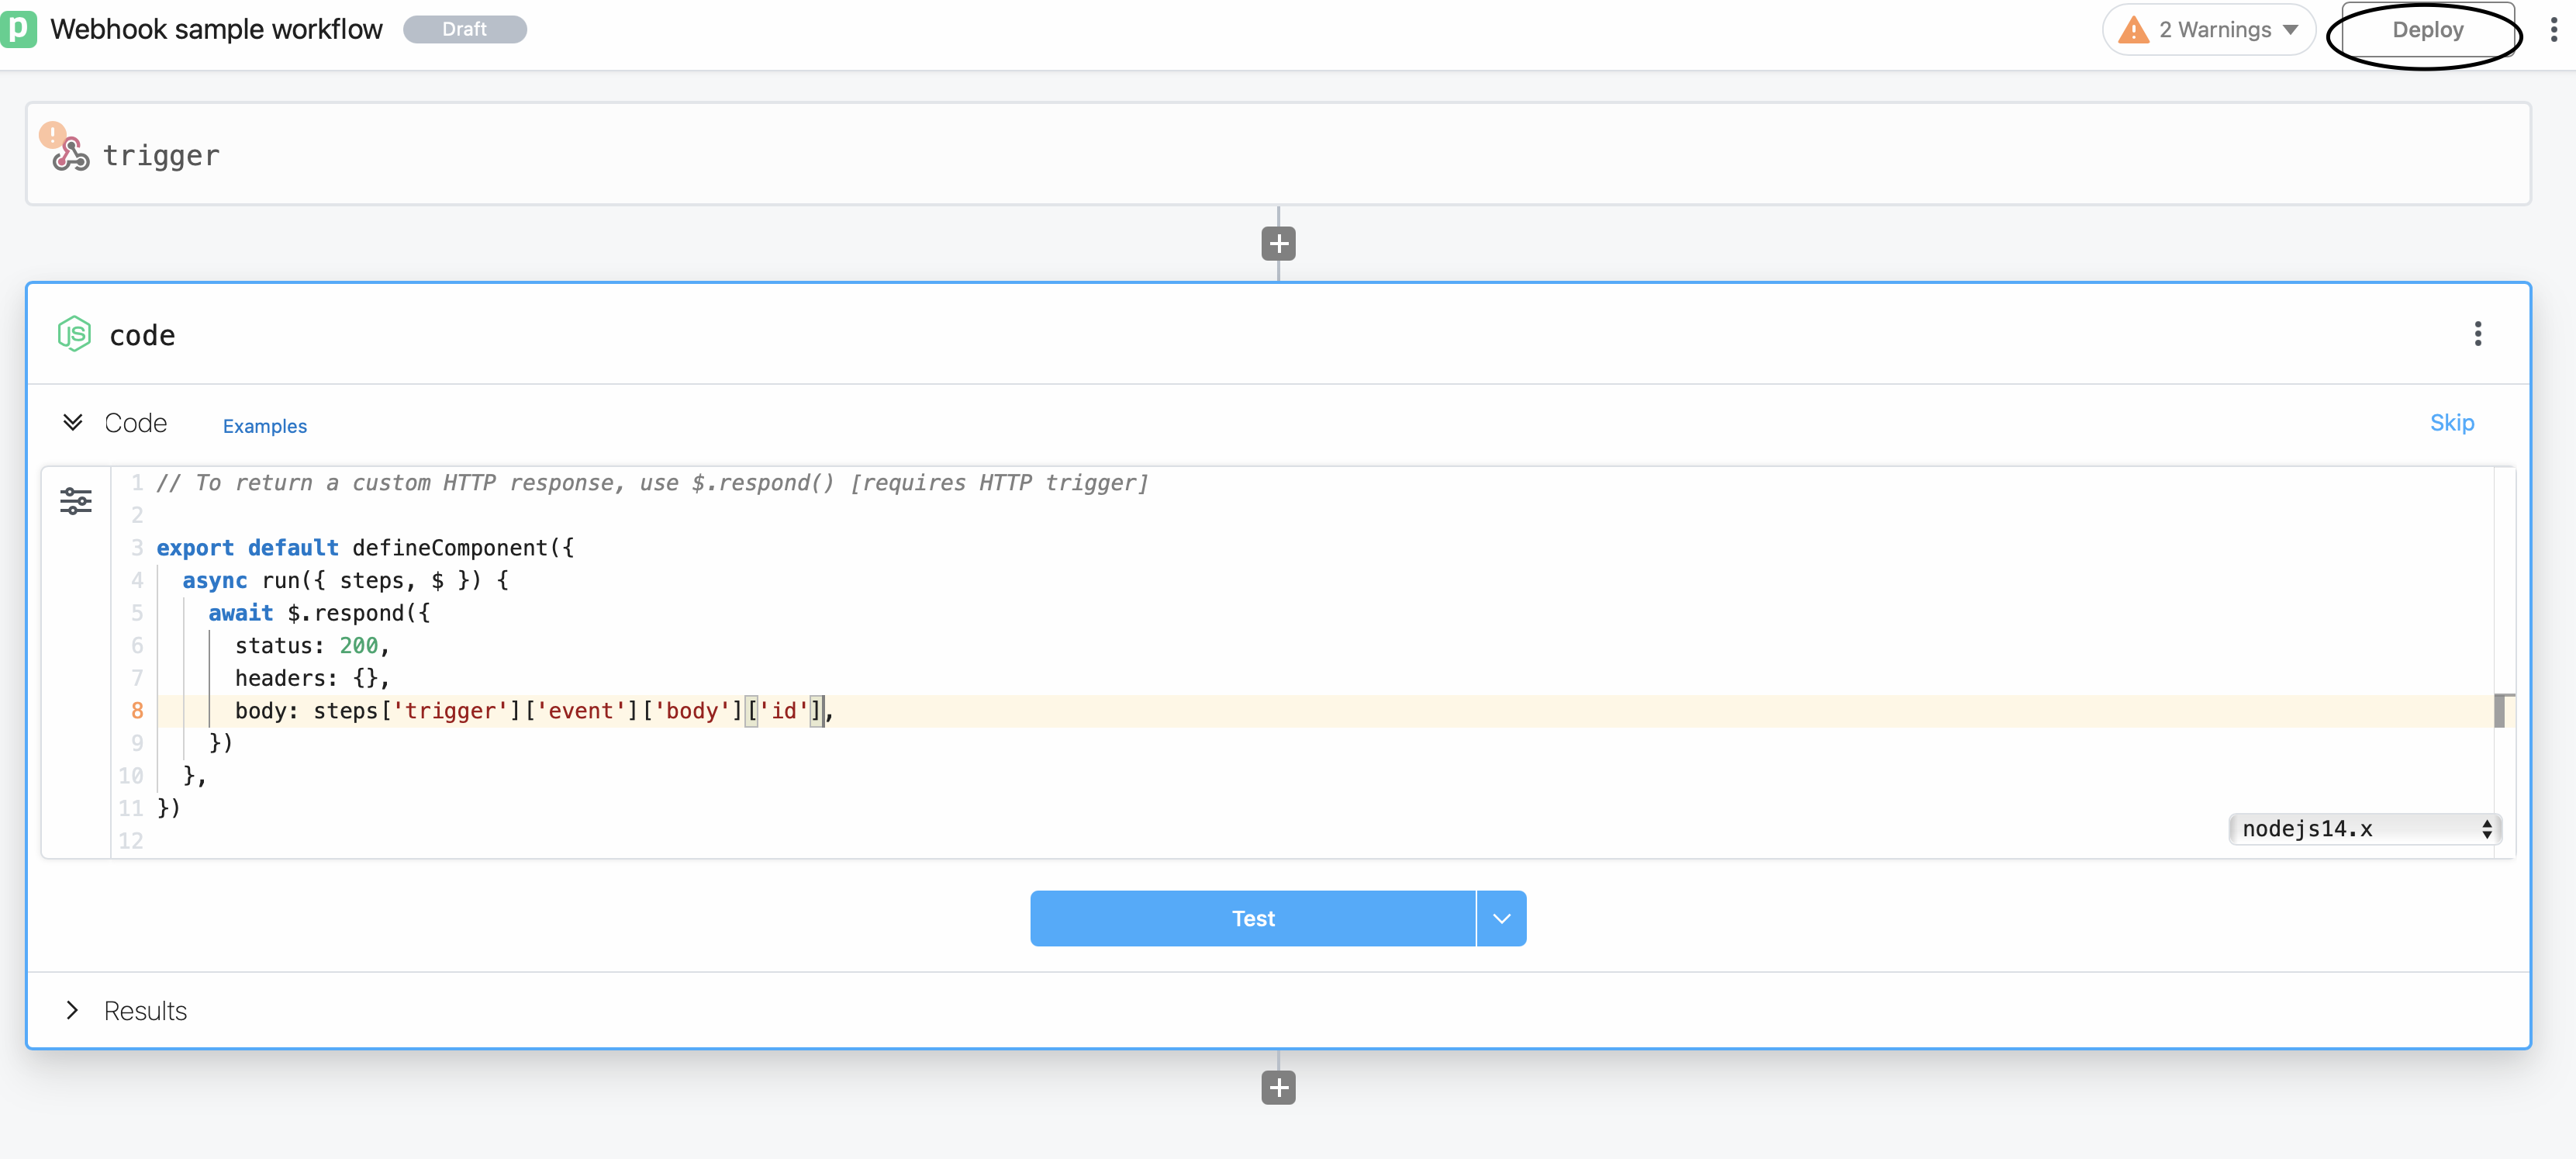 p Webhook sample workflow Draft 2 Warnings Deploy
trigger
JS code
Code Examples Skip
1 // To return a custom HTTP response, use $.respond() [requires HTTP trigger]
2
3 export default defineComponent({
4 async run({ steps, $ }) {
5 await $.respond({
6 status: 200,
7 headers: {},
8 body: steps['trigger']['event']['body']['id'],
9 })
10 },
11 })
12
nodejs14.x
Test
Results